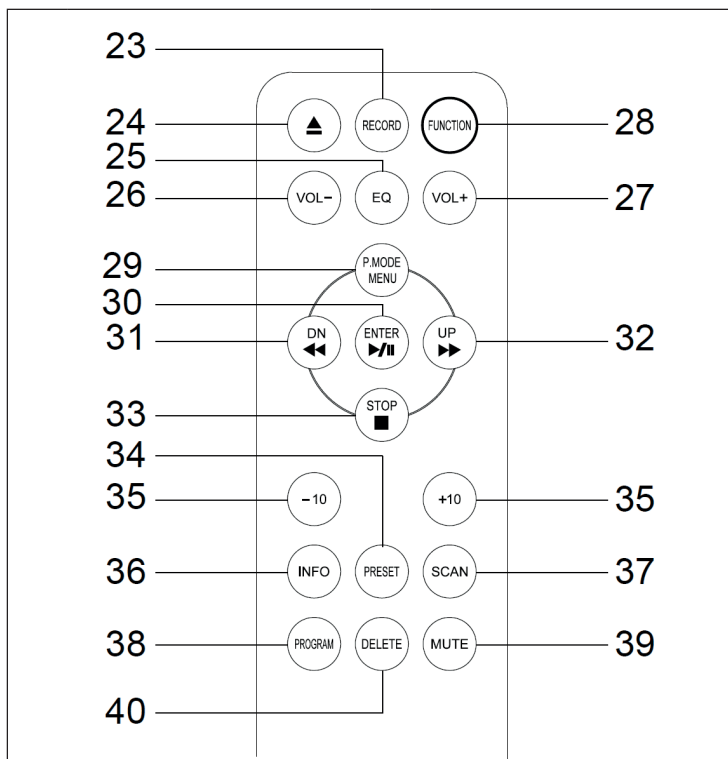 23
24
RECORD
FUNCTION
28
25
26
VOL-
EQ
VOL+
27
29
P.MODE
MENU
30
31
DN
ENTER
UP
32
33
STOP
34
35
-10
+10
35
36
INFO
PRESET
SCAN
37
38
PROGRAM
DELETE
MUTE
39
40